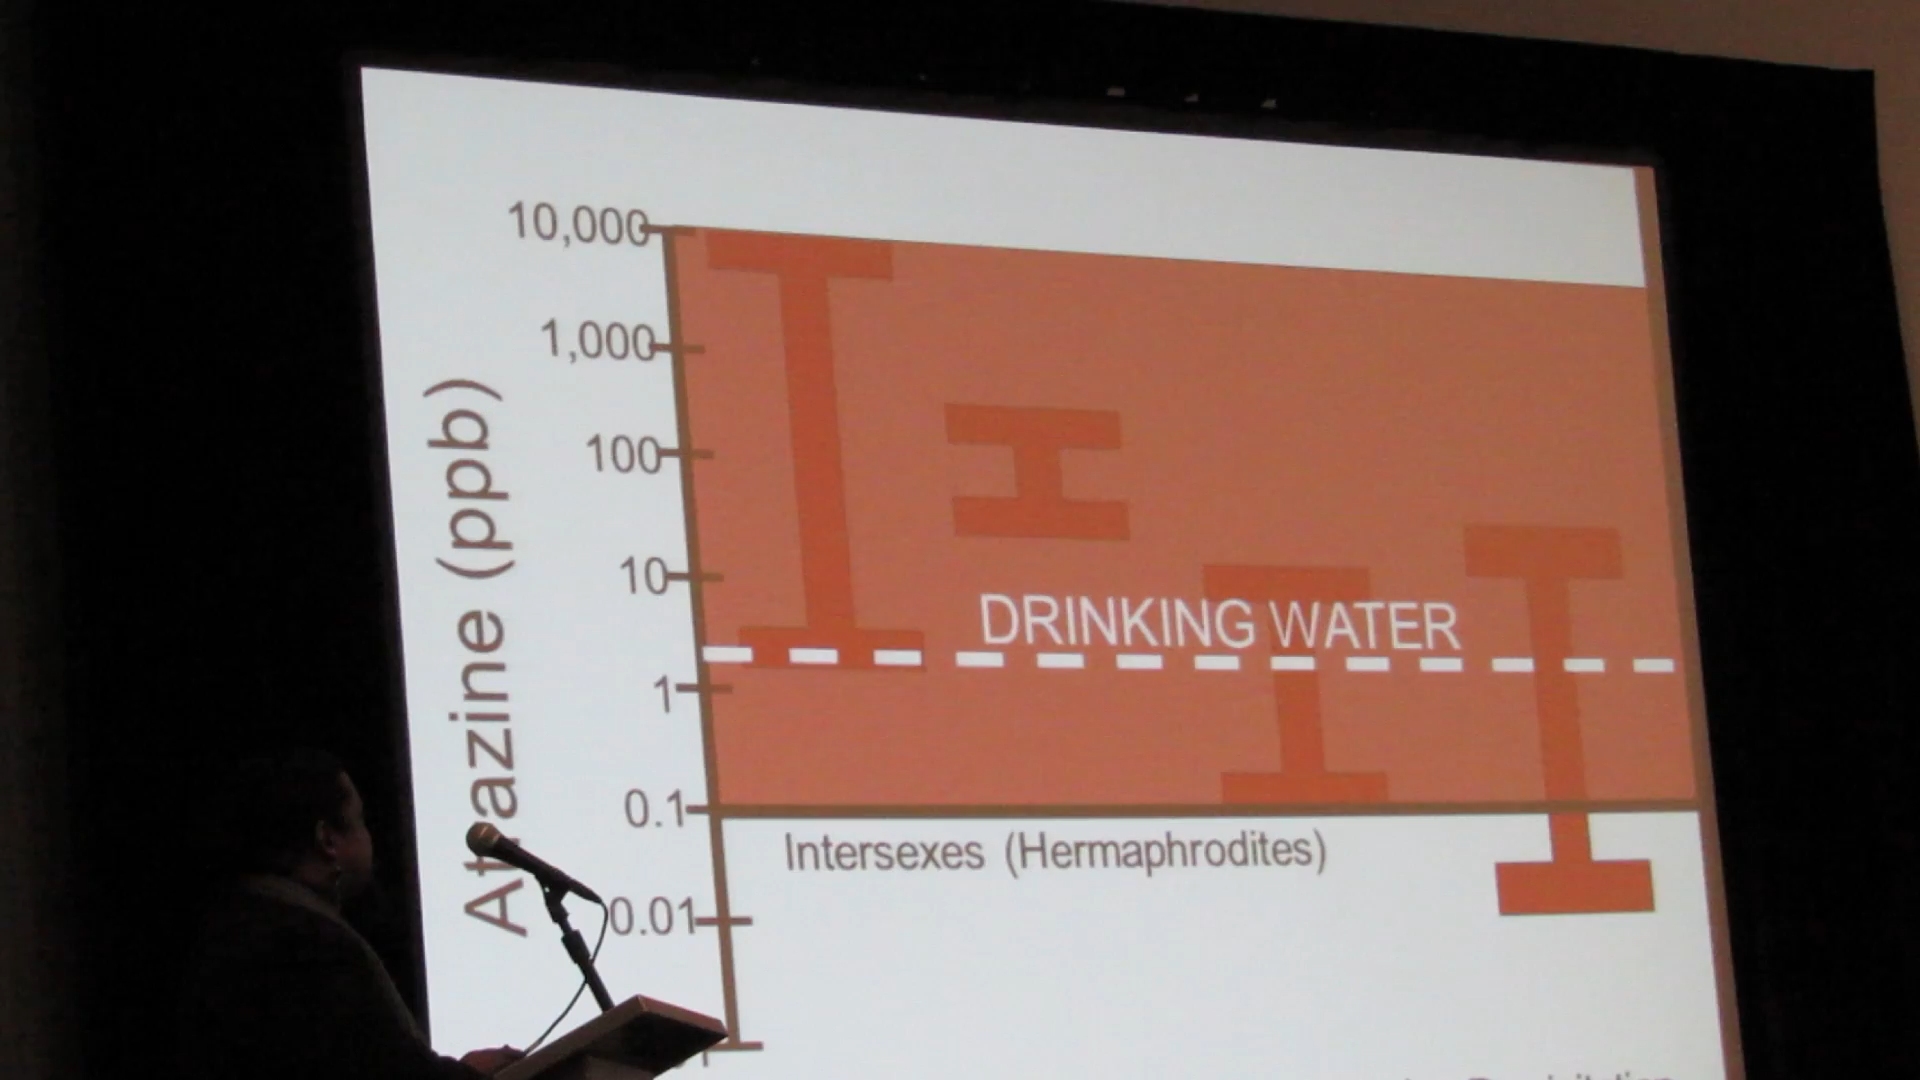 10,000
1,000
100
10
1
0.1
0.01
Atrazine (ppb)
DRINKING WATER
Intersexes (Hermaphrodites)